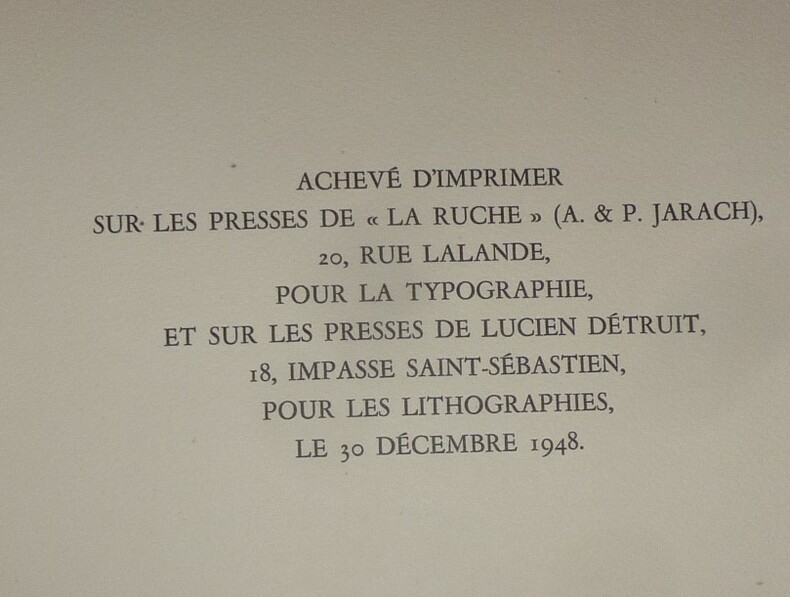 ACHEVÉ D'IMPRIMER
SUR LES PRESSES DE « LA RUCHE » (A. & P. JARACH),
20, RUE LALANDE,
POUR LA TYPOGRAPHIE,
ET SUR LES PRESSES DE LUCIEN DÉTRUIT,
18, IMPASSE SAINT-SÉBASTIEN,
POUR LES LITHOGRAPHIES,
LE 30 DÉCEMBRE 1948.